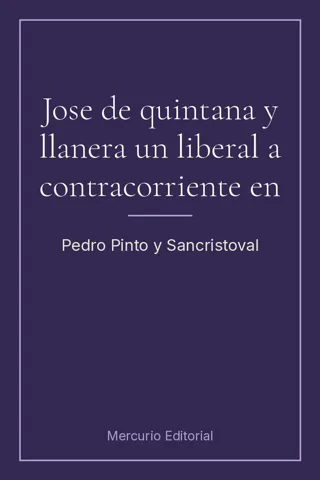 Jose de quintana y
llanera un liberal a
contracorriente en
Pedro Pinto y Sancristoval
Mercurio Editorial